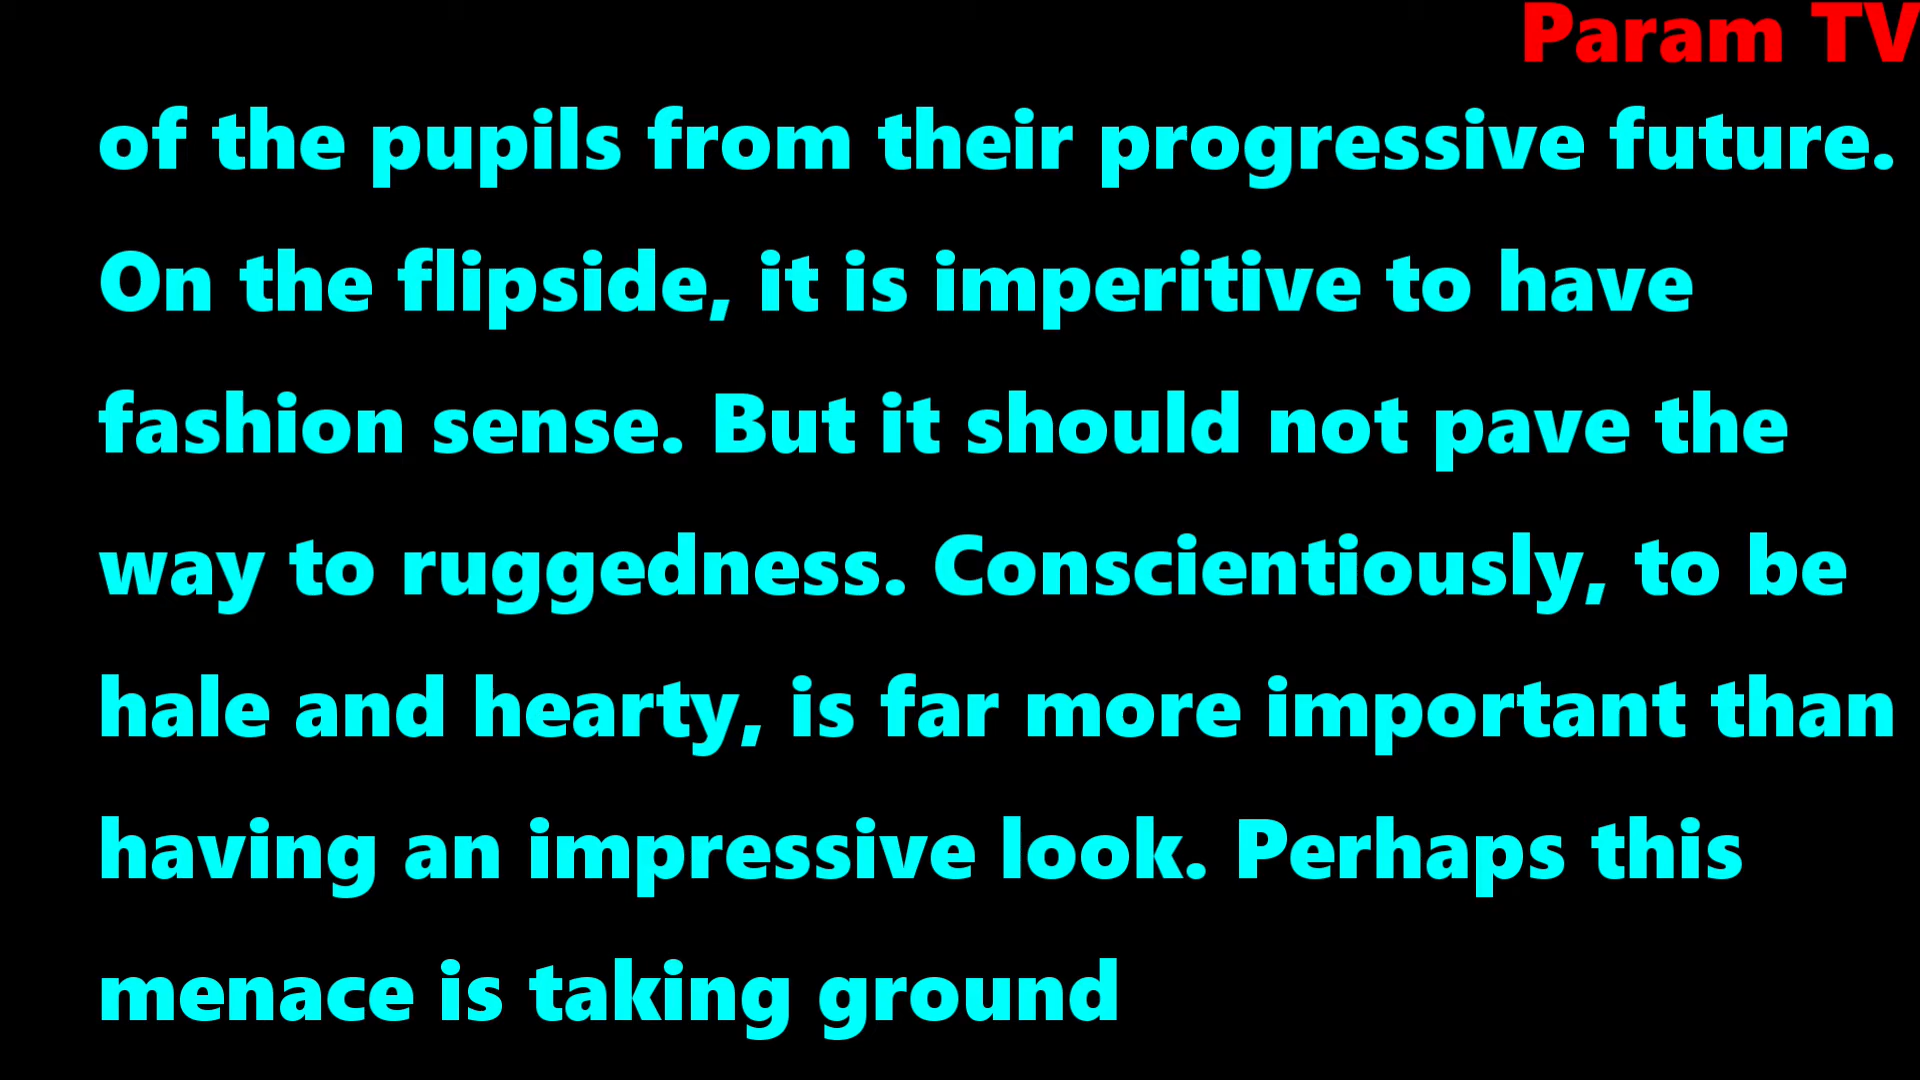 Param TV
of the pupils from their progressive future.
On the flipside, it is imperitive to have
fashion sense. But it should not pave the
way to ruggedness. Conscientiously, to be
hale and hearty, is far more important than
having an impressive look. Perhaps this
menace is taking ground